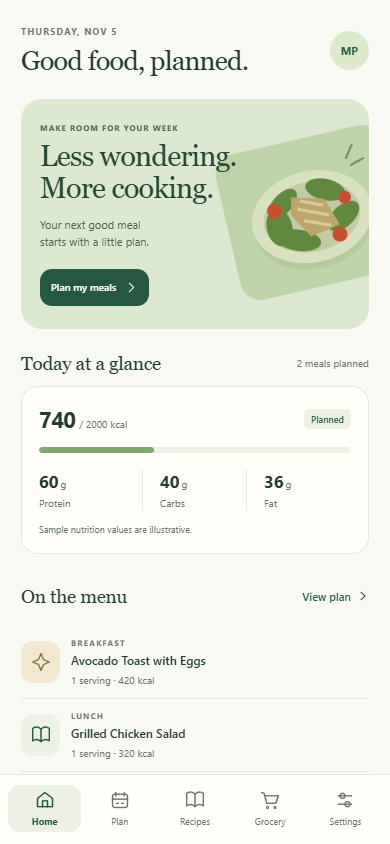 THURSDAY, NOV 5
Good food, planned.
MP
MAKE ROOM FOR YOUR WEEK
Less wondering.
More cooking.
Your next good meal
starts with a little plan.
Plan my meals
Today at a glance
2 meals planned
740 / 2000 kcal
Planned
60 g
Protein
40 g
Carbs
36 g
Fat
Sample nutrition values are illustrative.
On the menu
View plan
BREAKFAST
Avocado Toast with Eggs
1 serving · 420 kcal
LUNCH
Grilled Chicken Salad
1 serving · 320 kcal
Home
Plan
Recipes
Grocery
Settings